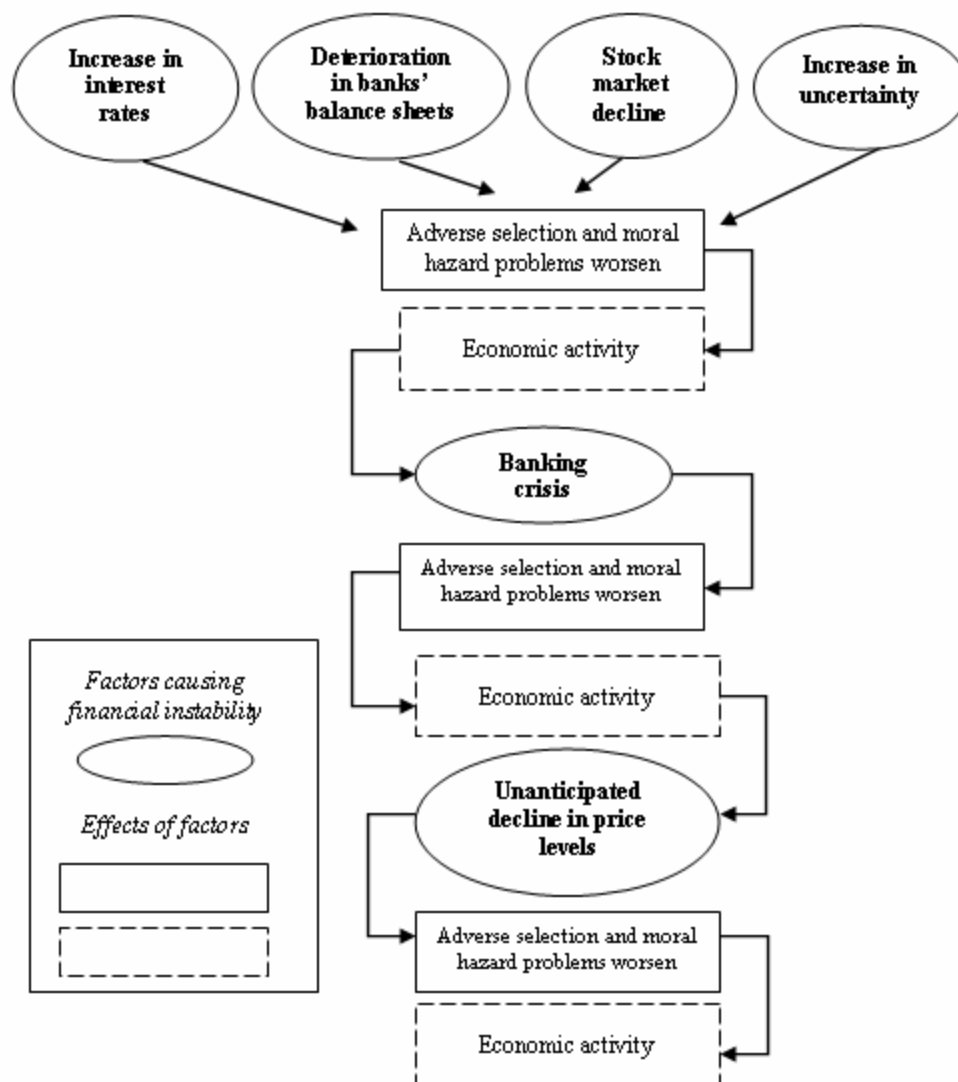 Increase in
interest
rates
Deterioration
in banks'
balance sheets
Stock
market
decline
Increase in
uncertainty
Adverse selection and moral
hazard problems worsen
Economic activity
Banking
crisis
Adverse selection and moral
hazard problems worsen
Economic activity
Unanticipated
decline in price
levels
Adverse selection and moral
hazard problems worsen
Economic activity
Factors causing
financial instability
Effects of factors